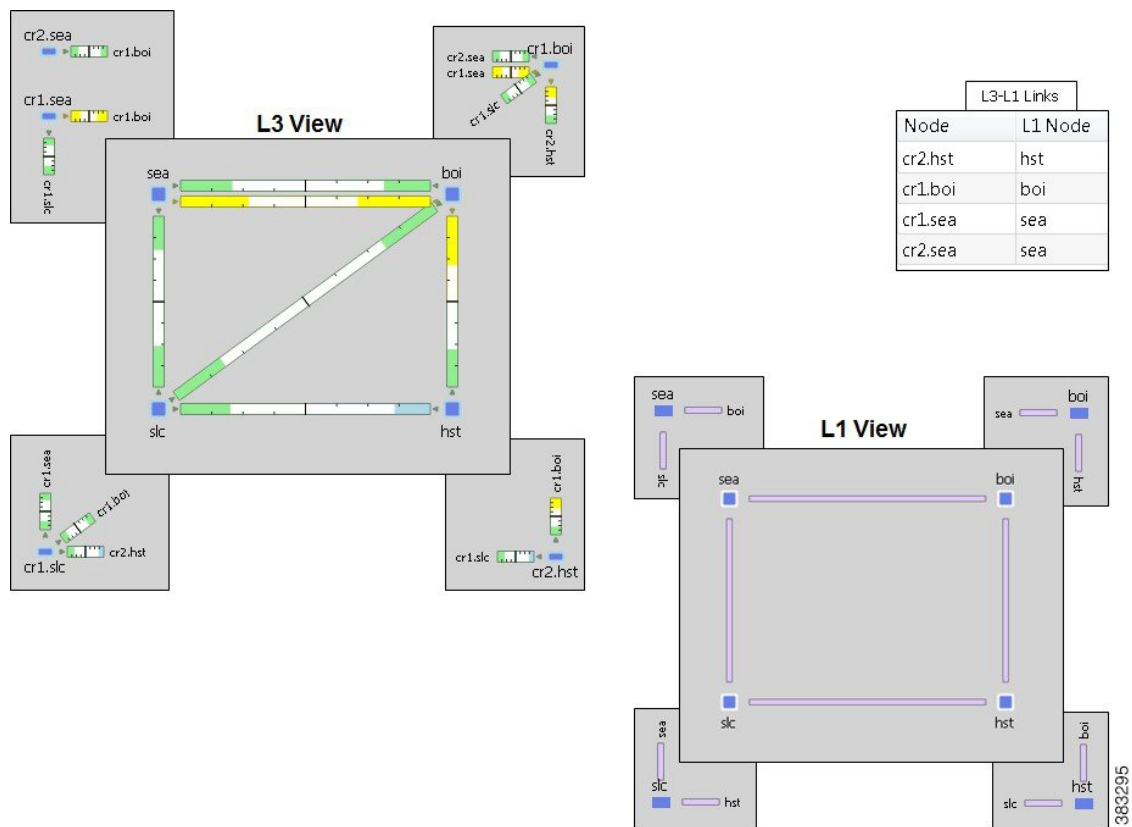 cr2.sea
cr1.boi
cr1.sea
cr1.boi
cr1.slc
cr2.sea
cr1.boi
cr1.sea
cr1.slc
cr2.hst
L3 View
sea
boi
slc
hst
cr1.sea
cr1.boi
cr2.hst
cr1.slc
cr1.boi
cr1.slc
cr2.hst
L3-L1 Links
Node L1 Node
cr2.hst hst
cr1.boi boi
cr1.sea sea
cr2.sea sea
sea
boi
slc
boi
sea
hst
L1 View
sea
boi
slc
hst
sea
slc
hst
boi
hst
slc
383295